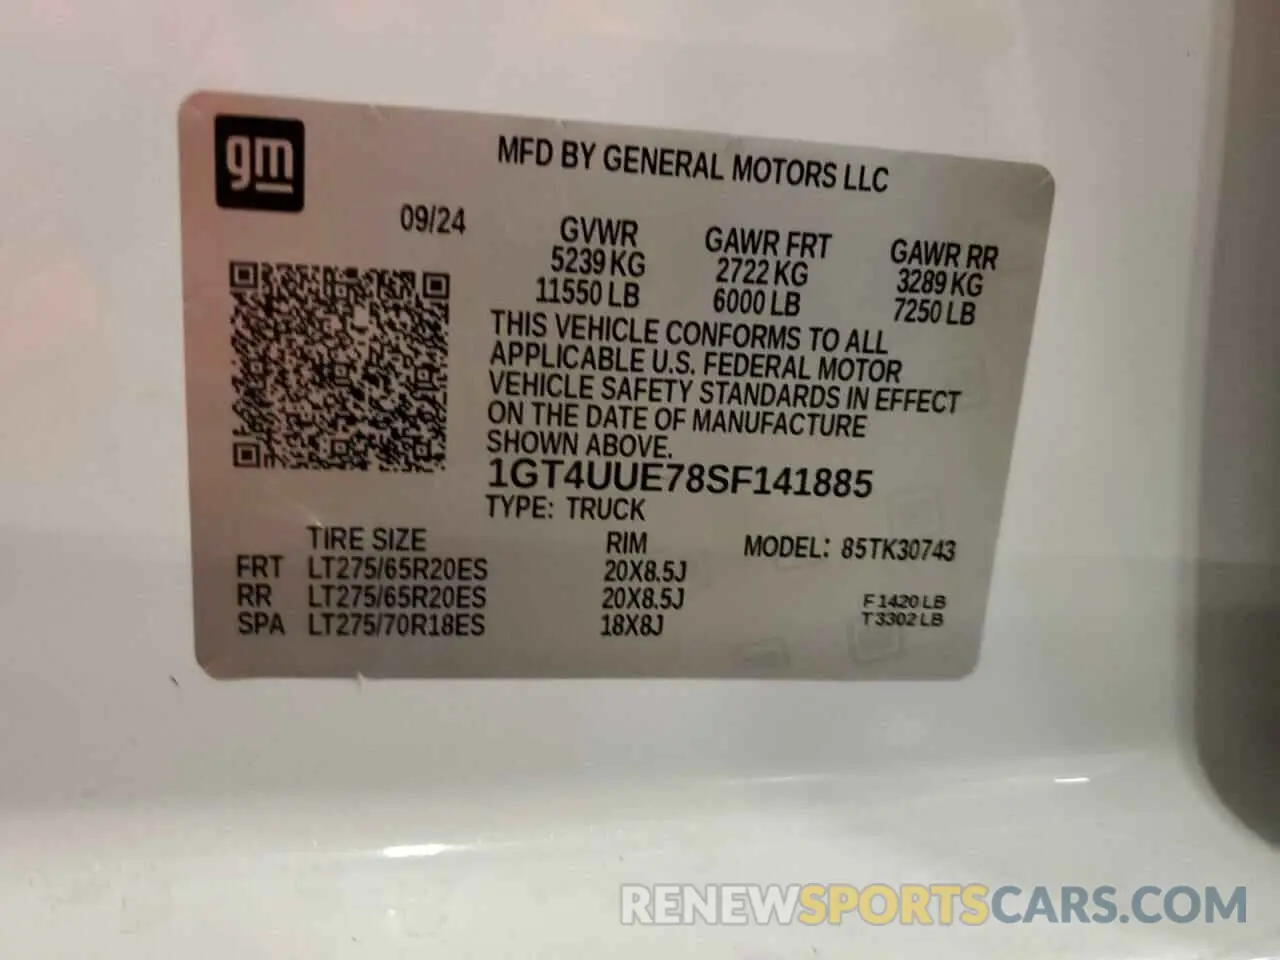 gm
MFD BY GENERAL MOTORS LLC
09/24
GVWR GAWR FRT GAWR RR
5239 KG 2722 KG 3289 KG
11550 LB 6000 LB 7250 LB
THIS VEHICLE CONFORMS TO ALL
APPLICABLE U.S. FEDERAL MOTOR
VEHICLE SAFETY STANDARDS IN EFFECT
ON THE DATE OF MANUFACTURE
SHOWN ABOVE.
1GT4UUE78SF141885
TYPE: TRUCK
TIRE SIZE RIM MODEL: 85TK30743
FRT LT275/65R20ES 20X8.5J
RR LT275/65R20ES 20X8.5J F 1420 LB
SPA LT275/70R18ES 18X8J T 3302 LB
RENEWSPORTSCARS.COM